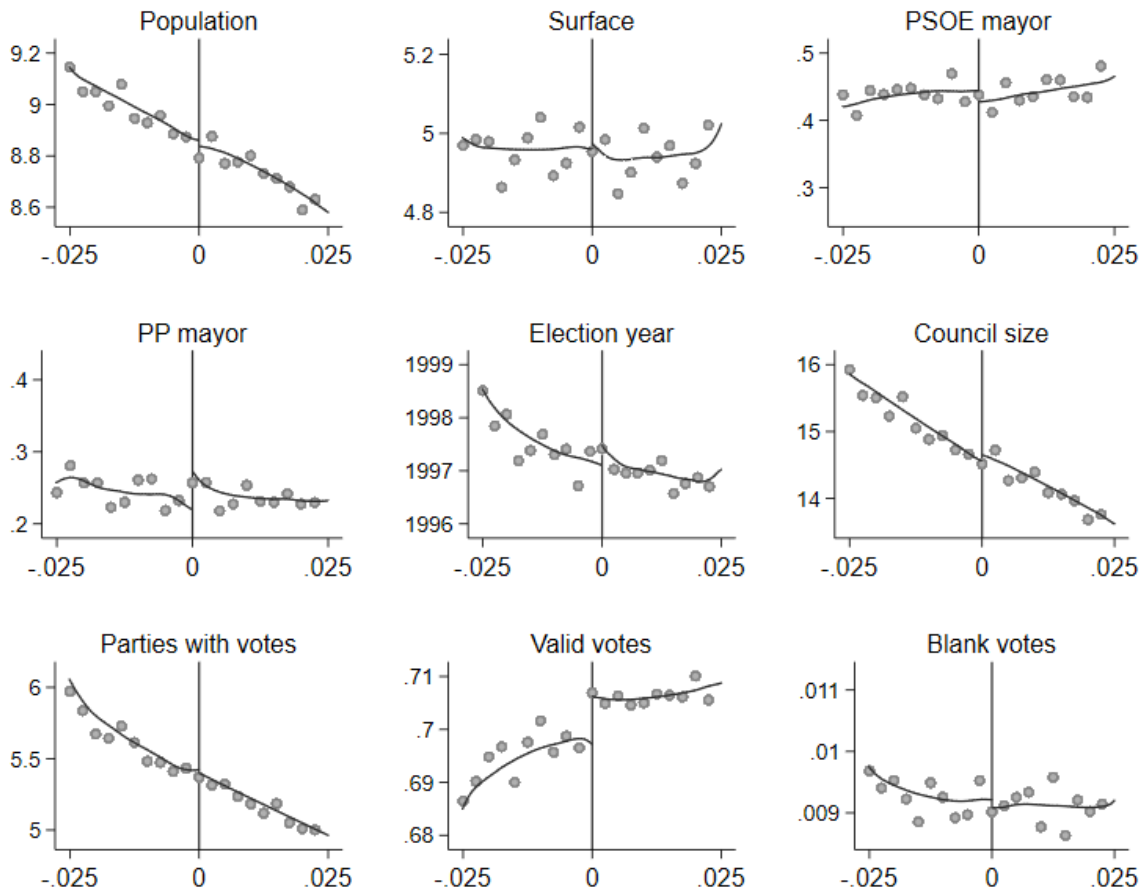 Population
9.2
9
8.8
8.6
-.025 0 .025
Surface
5.2
5
4.8
-.025 0 .025
PSOE mayor
.5
.4
.3
-.025 0 .025
PP mayor
.4
.3
.2
-.025 0 .025
Election year
1999
1998
1997
1996
-.025 0 .025
Council size
16
15
14
-.025 0 .025
Parties with votes
6
5.5
5
-.025 0 .025
Valid votes
.71
.7
.69
.68
-.025 0 .025
Blank votes
.011
.01
.009
-.025 0 .025